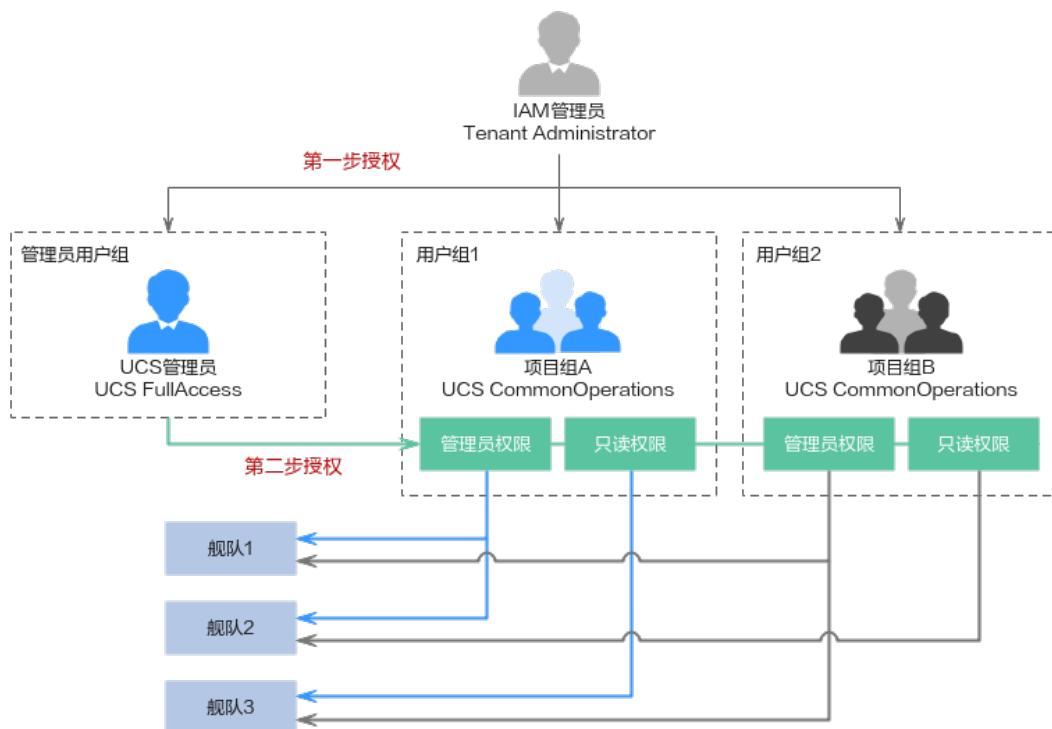 IAM管理员
Tenant Administrator
第一步授权
管理员用户组
UCS管理员
UCS FullAccess
用户组1
项目组A
UCS CommonOperations
用户组2
项目组B
UCS CommonOperations
管理员权限
只读权限
管理员权限
只读权限
第二步授权
舰队1
舰队2
舰队3